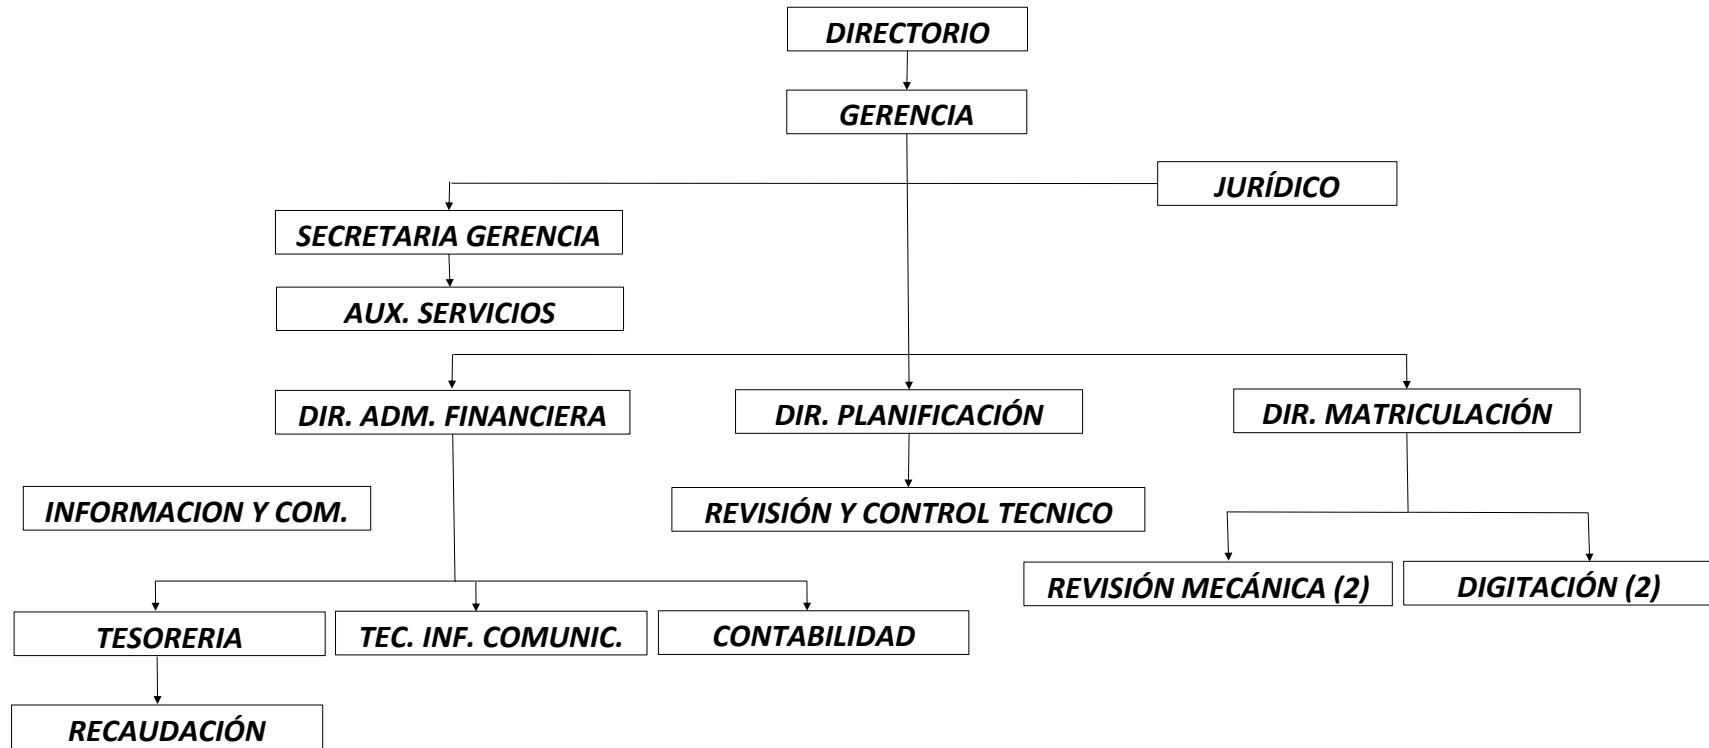 DIRECTORIO
GERENCIA
JURÍDICO
SECRETARIA GERENCIA
AUX. SERVICIOS
DIR. ADM. FINANCIERA
DIR. PLANIFICACIÓN
DIR. MATRICULACIÓN
INFORMACION Y COM.
REVISIÓN Y CONTROL TECNICO
REVISIÓN MECÁNICA (2)
DIGITACIÓN (2)
TESORERIA
TEC. INF. COMUNIC.
CONTABILIDAD
RECAUDACIÓN